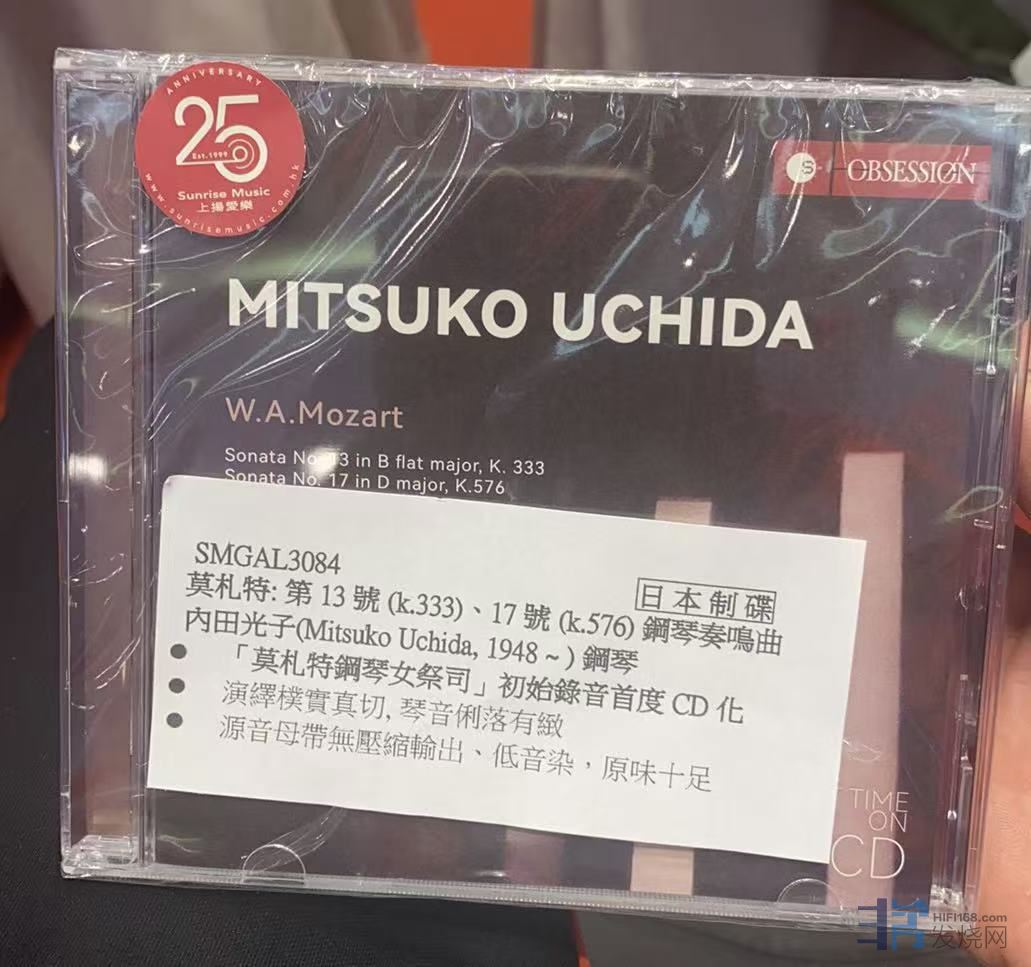 ANNIVERSARY
25
Est.1999
Sunrise Music
上揚愛樂
www.sunrisemusic.com.hk
S
OBSESSION
MITSUKO UCHIDA
W.A.Mozart
Sonata No. 13 in B flat major, K. 333
Sonata No. 17 in D major, K.576
SMGAL3084
日本制碟
莫札特: 第 13 號 (k.333)、17 號 (k.576) 鋼琴奏鳴曲
內田光子(Mitsuko Uchida, 1948 ~ ) 鋼琴
● 「莫札特鋼琴女祭司」初始錄音首度 CD 化
● 演繹樸實真切, 琴音俐落有緻
● 源音母帶無壓縮輸出、低音染，原味十足
TIME
ON
CD
HIFI168.com
发烧网